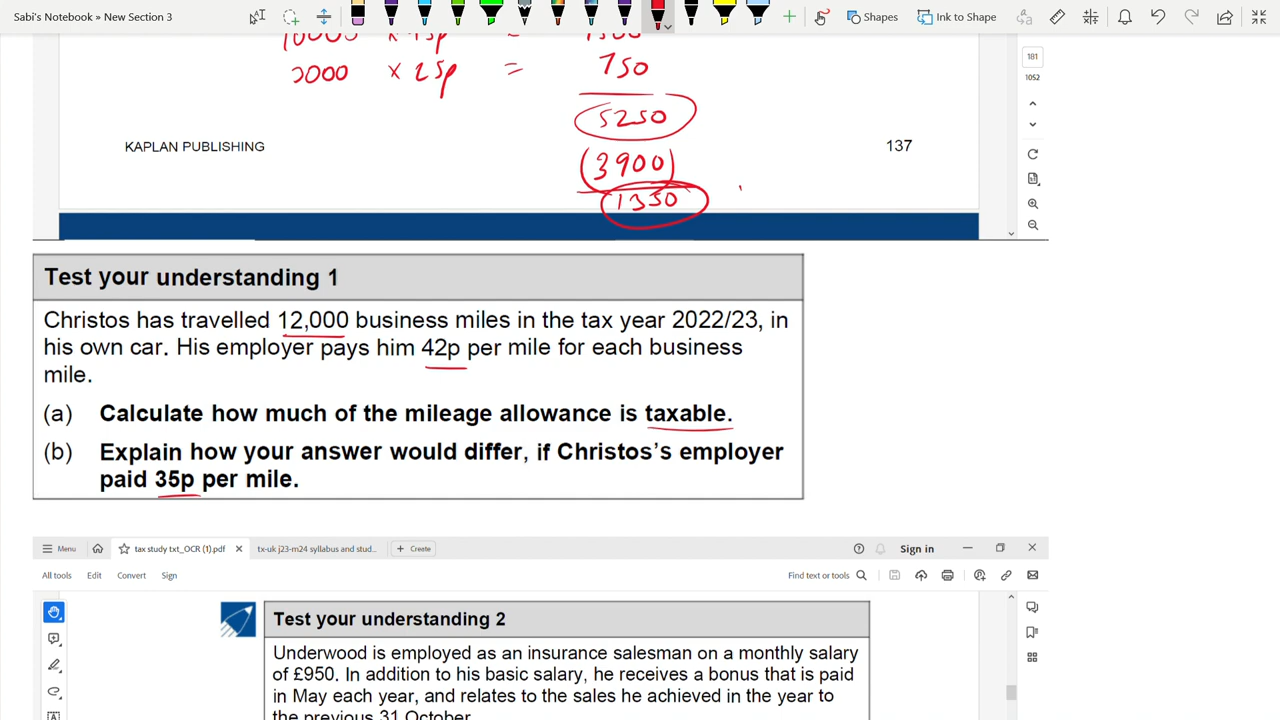 Sabi's Notebook » New Section 3
Shapes
Ink to Shape
2000 × 25p = 750
5250
KAPLAN PUBLISHING
137
(3900)
1350
181
1052
Test your understanding 1
Christos has travelled 12,000 business miles in the tax year 2022/23, in
his own car. His employer pays him 42p per mile for each business
mile.
(a) Calculate how much of the mileage allowance is taxable.
(b) Explain how your answer would differ, if Christos's employer
paid 35p per mile.
Menu
tax study txt_OCR (1).pdf
tx-uk j23-m24 syllabus and stud...
+ Create
Sign in
All tools Edit Convert Sign
Find text or tools
Test your understanding 2
Underwood is employed as an insurance salesman on a monthly salary
of £950. In addition to his basic salary, he receives a bonus that is paid
in May each year, and relates to the sales he achieved in the year to
the previous 31 October.